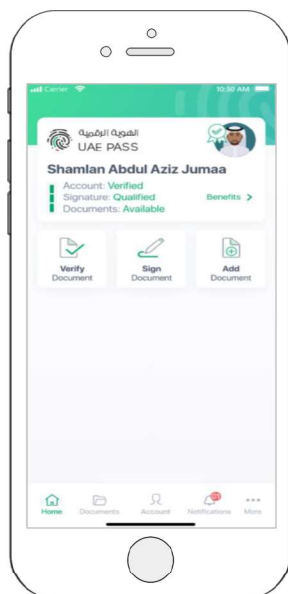 Carrier 10:50 AM
الهوية الرقمية
UAE PASS
Shamlan Abdul Aziz Jumaa
Account: Verified
Signature: Qualified
Benefits >
Documents: Available
Verify
Document
Sign
Document
Add
Document
Home
Documents
Account
Notifications
More